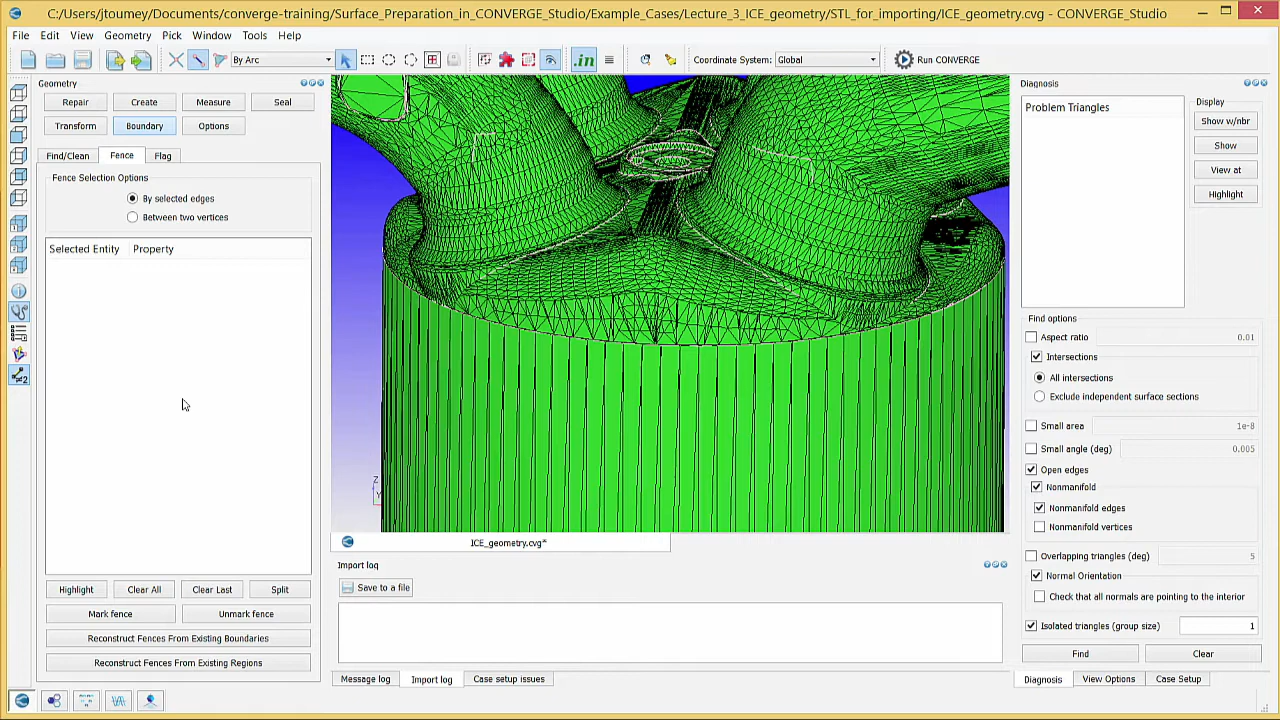 C:/Users/jtoumey/Documents/converge-training/Surface_Preparation_in_CONVERGE_Studio/Example_Cases/Lecture_3_ICE_geometry/STL_for_importing/ICE_geometry.cvg - CONVERGE_Studio
File Edit View Geometry Pick Window Tools Help
By Arc
.in
Coordinate System: Global
Run CONVERGE
Geometry
Repair Create Measure Seal
Transform Boundary Options
Find/Clean Fence Flag
Fence Selection Options
By selected edges
Between two vertices
Selected Entity Property
Highlight Clear All Clear Last Split
Mark fence Unmark fence
Reconstruct Fences From Existing Boundaries
Reconstruct Fences From Existing Regions
Z
Y
ICE_geometry.cvg*
Import log
Save to a file
Message log Import log Case setup issues
Diagnosis
Problem Triangles
Display
Show w/nbr
Show
View at
Highlight
Find options
Aspect ratio 0.01
Intersections
All intersections
Exclude independent surface sections
Small area 1e-8
Small angle (deg) 0.005
Open edges
Nonmanifold
Nonmanifold edges
Nonmanifold vertices
Overlapping triangles (deg) 5
Normal Orientation
Check that all normals are pointing to the interior
Isolated triangles (group size) 1
Find Clear
Diagnosis View Options Case Setup